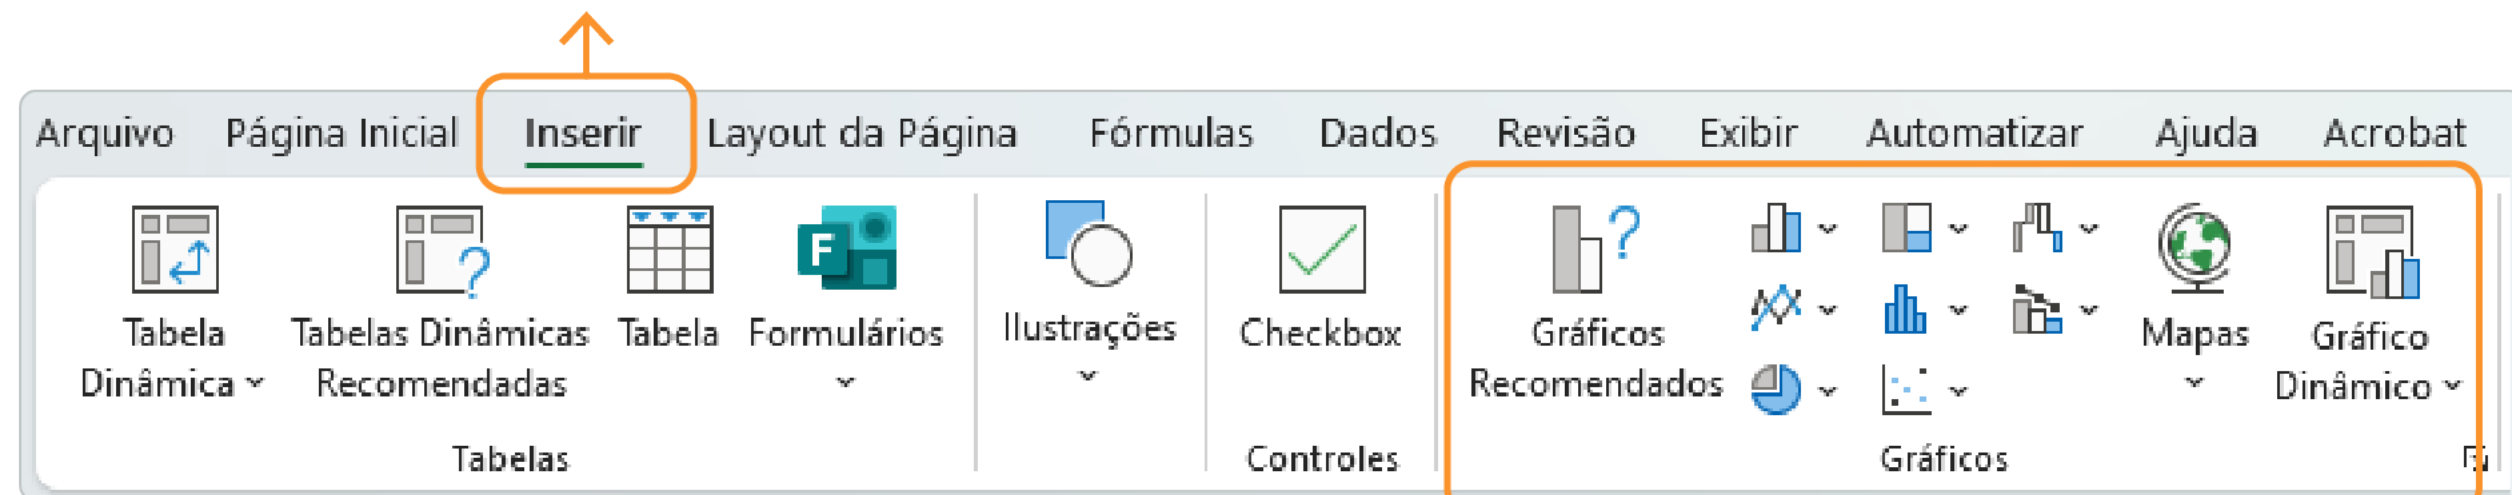 Arquivo Página Inicial Inserir Layout da Página Fórmulas Dados Revisão Exibir Automatizar Ajuda Acrobat
Tabela
Dinâmica
Tabelas Dinâmicas
Recomendadas
Tabela
F
Formulários
Tabelas
Ilustrações
Checkbox
Controles
?
Gráficos
Recomendados
Mapas
Gráfico
Dinâmico
Gráficos